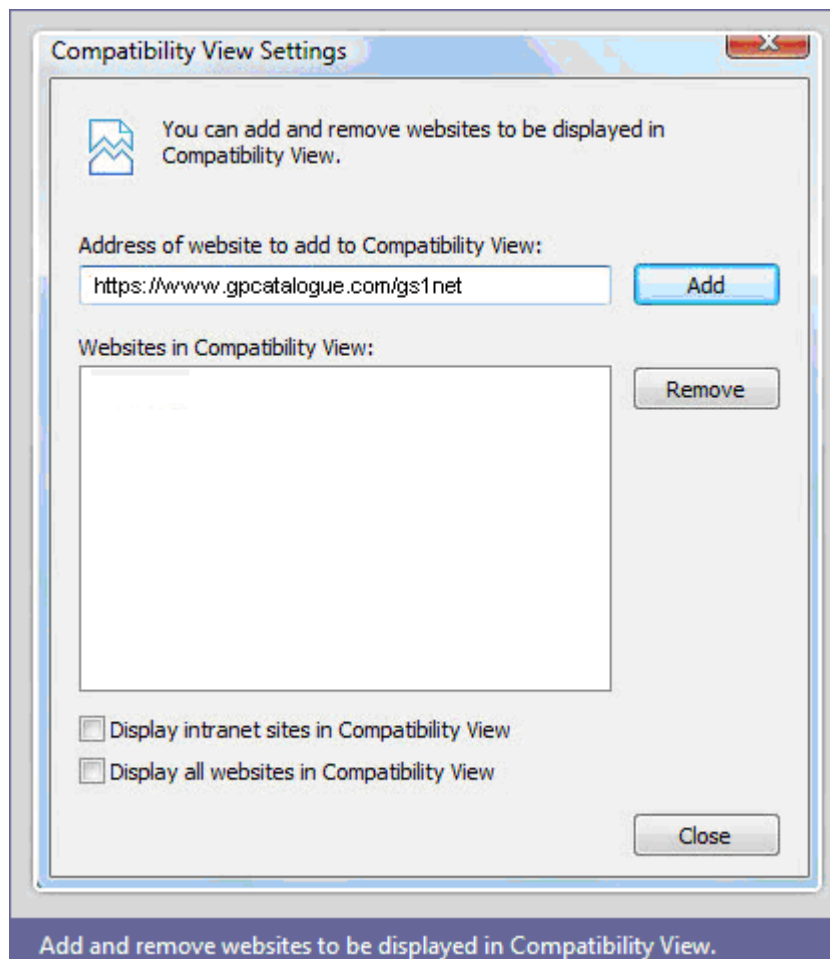 Compatibility View Settings
You can add and remove websites to be displayed in
Compatibility View.
Address of website to add to Compatibility View:
https://www.gpcatalogue.com/gs1net
Add
Websites in Compatibility View:
Remove
Display intranet sites in Compatibility View
Display all websites in Compatibility View
Close
Add and remove websites to be displayed in Compatibility View.